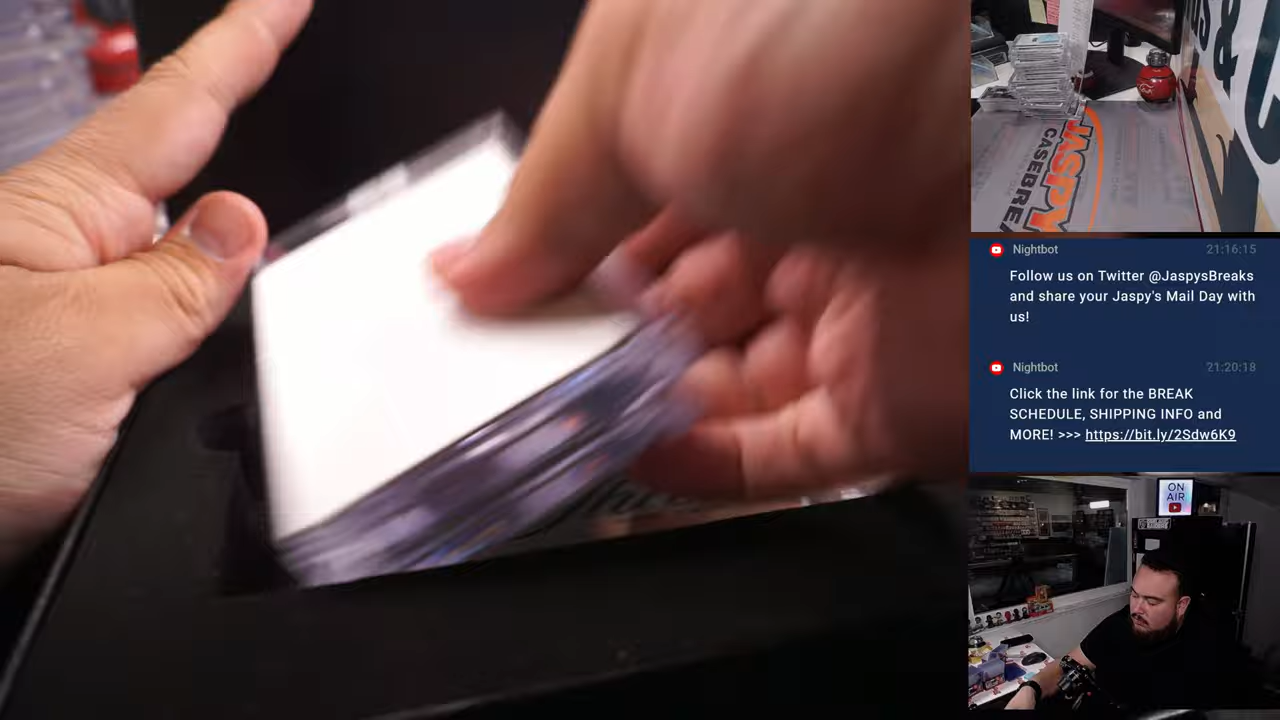 JASPY
CASEBREA
&
Nightbot 21:16:15
Follow us on Twitter @JaspysBreaks
and share your Jaspy's Mail Day with
us!
Nightbot 21:20:18
Click the link for the BREAK
SCHEDULE, SHIPPING INFO and
MORE! >>> https://bit.ly/2Sdw6K9
ON
AIR